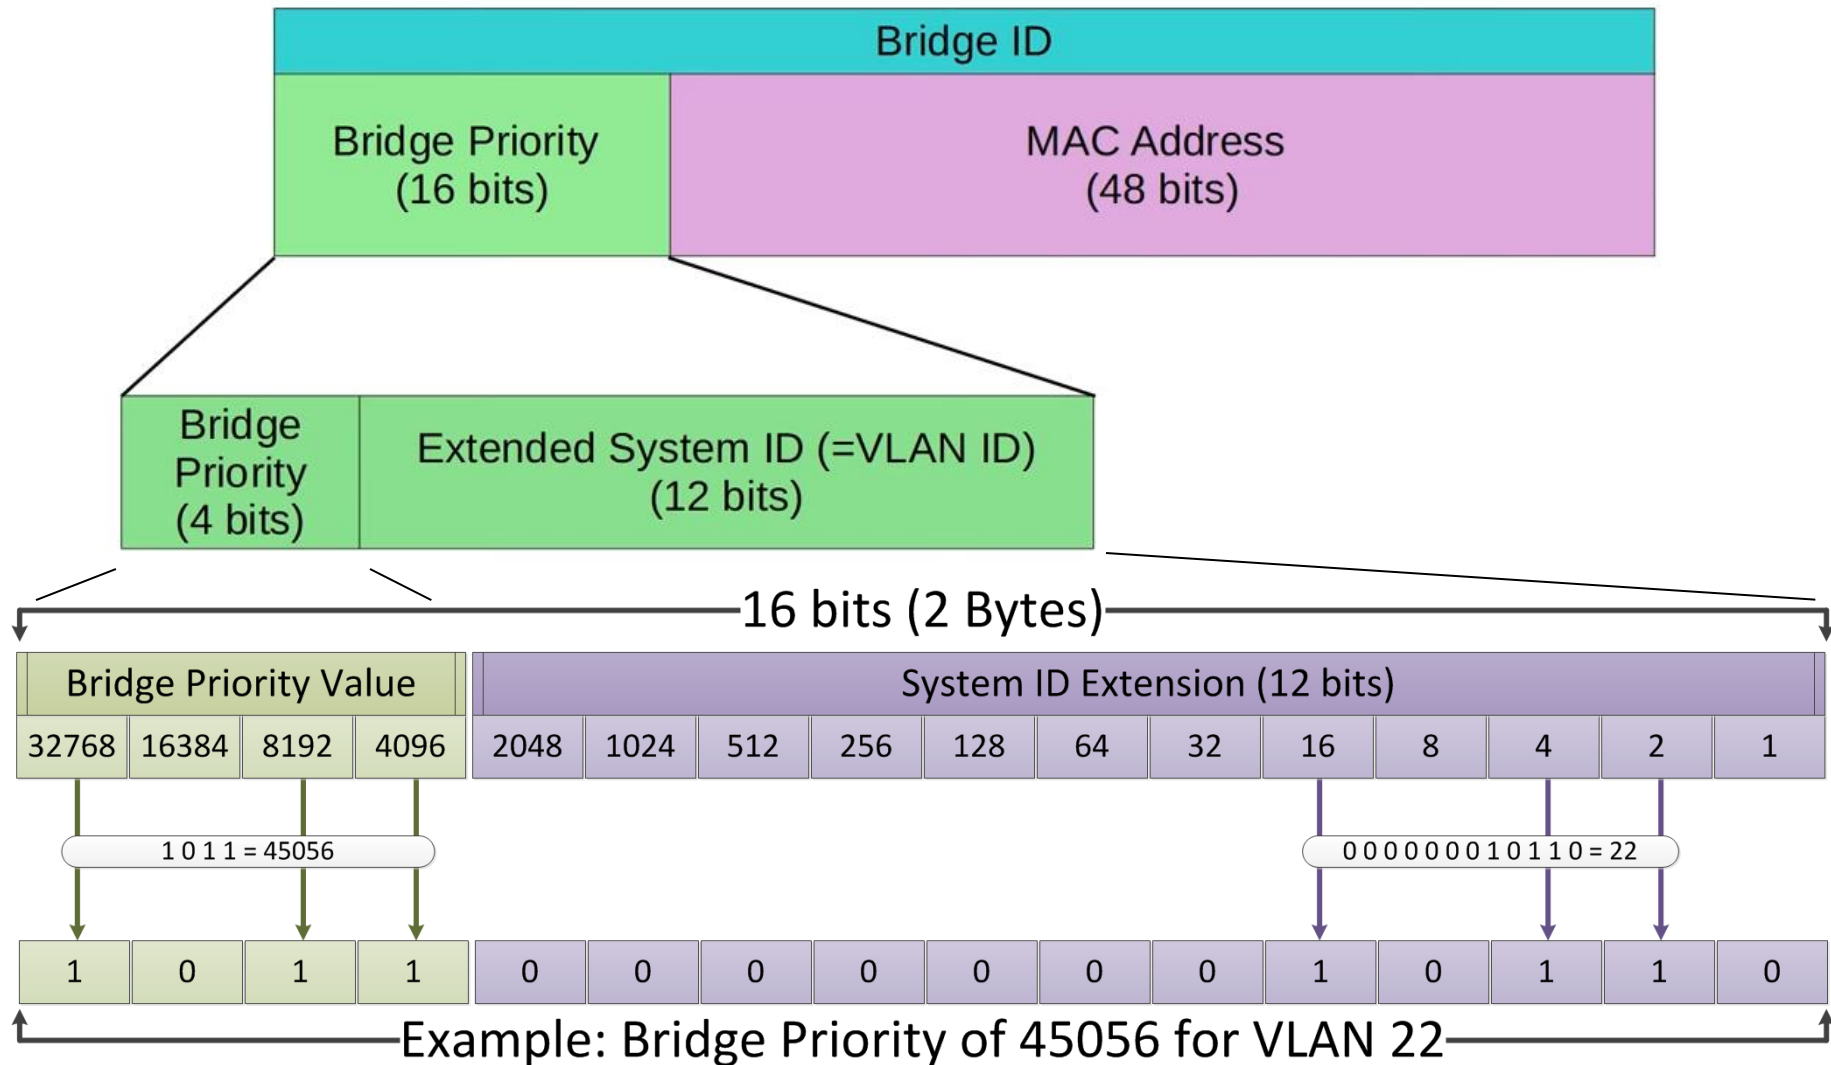 Bridge ID
Bridge Priority
(16 bits)
MAC Address
(48 bits)
Bridge
Priority
(4 bits)
Extended System ID (=VLAN ID)
(12 bits)
16 bits (2 Bytes)
Bridge Priority Value
System ID Extension (12 bits)
32768 16384 8192 4096 2048 1024 512 256 128 64 32 16 8 4 2 1
1 0 1 1 = 45056
0 0 0 0 0 0 0 1 0 1 1 0 = 22
1 0 1 1 0 0 0 0 0 0 0 1 0 1 1 0
Example: Bridge Priority of 45056 for VLAN 22